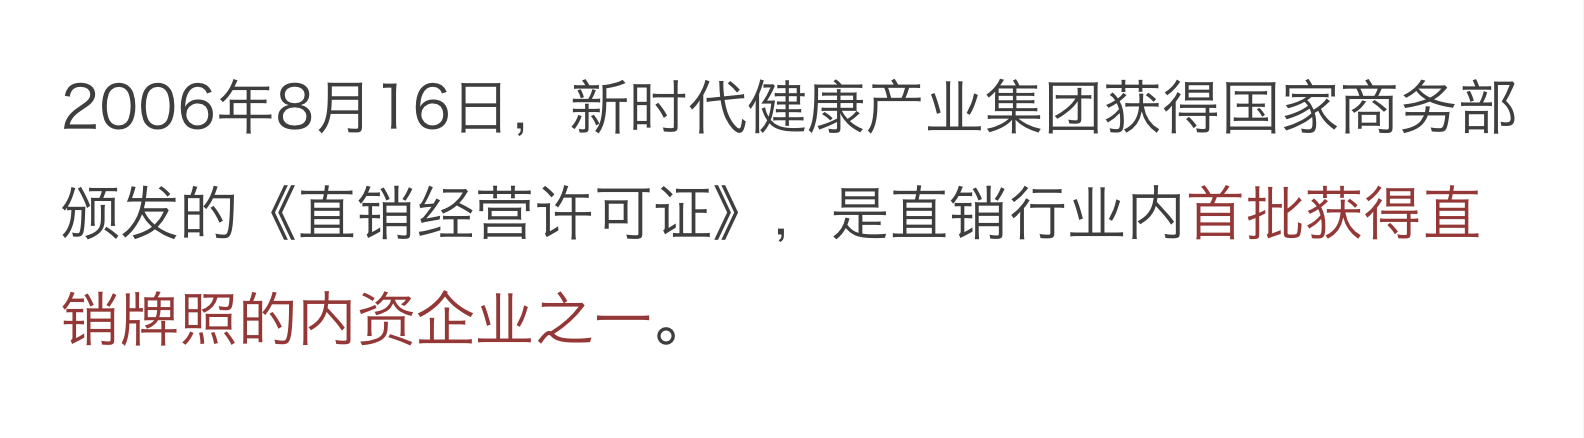 2006年8月16日，新时代健康产业集团获得国家商务部
颁发的《直销经营许可证》，是直销行业内首批获得直
销牌照的内资企业之一。